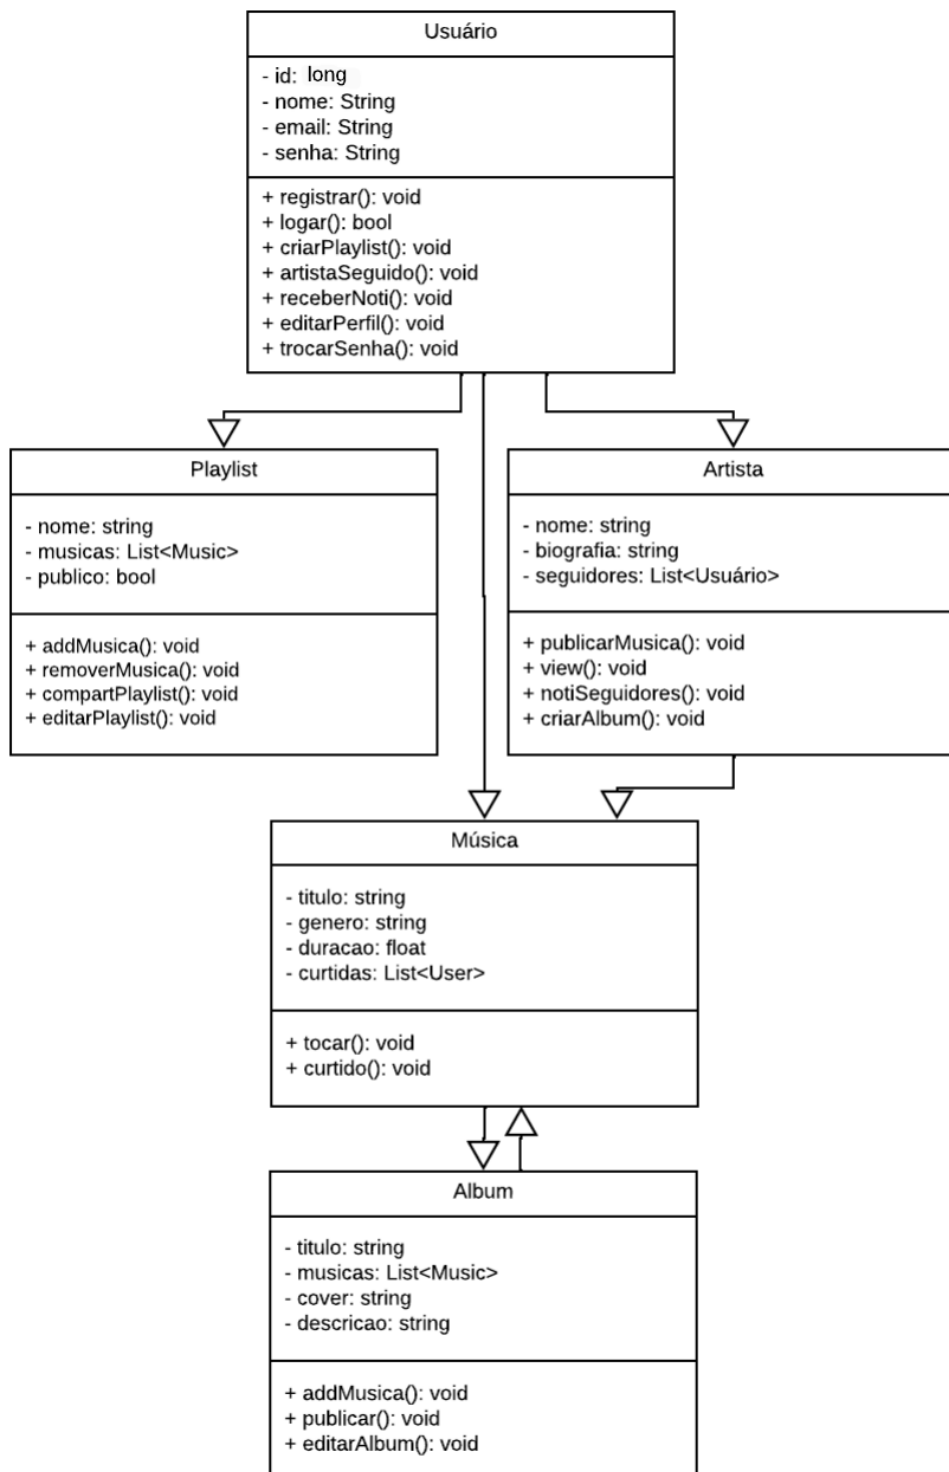 Usuário
- id: long
- nome: String
- email: String
- senha: String
+ registrar(): void
+ logar(): bool
+ criarPlaylist(): void
+ artistaSeguido(): void
+ receberNoti(): void
+ editarPerfil(): void
+ trocarSenha(): void
Playlist
- nome: string
- musicas: List<Music>
- publico: bool
+ addMusica(): void
+ removerMusica(): void
+ compartPlaylist(): void
+ editarPlaylist(): void
Artista
- nome: string
- biografia: string
- seguidores: List<Usuário>
+ publicarMusica(): void
+ view(): void
+ notiSeguidores(): void
+ criarAlbum(): void
Música
- titulo: string
- genero: string
- duracao: float
- curtidas: List<User>
+ tocar(): void
+ curtido(): void
Album
- titulo: string
- musicas: List<Music>
- cover: string
- descricao: string
+ addMusica(): void
+ publicar(): void
+ editarAlbum(): void